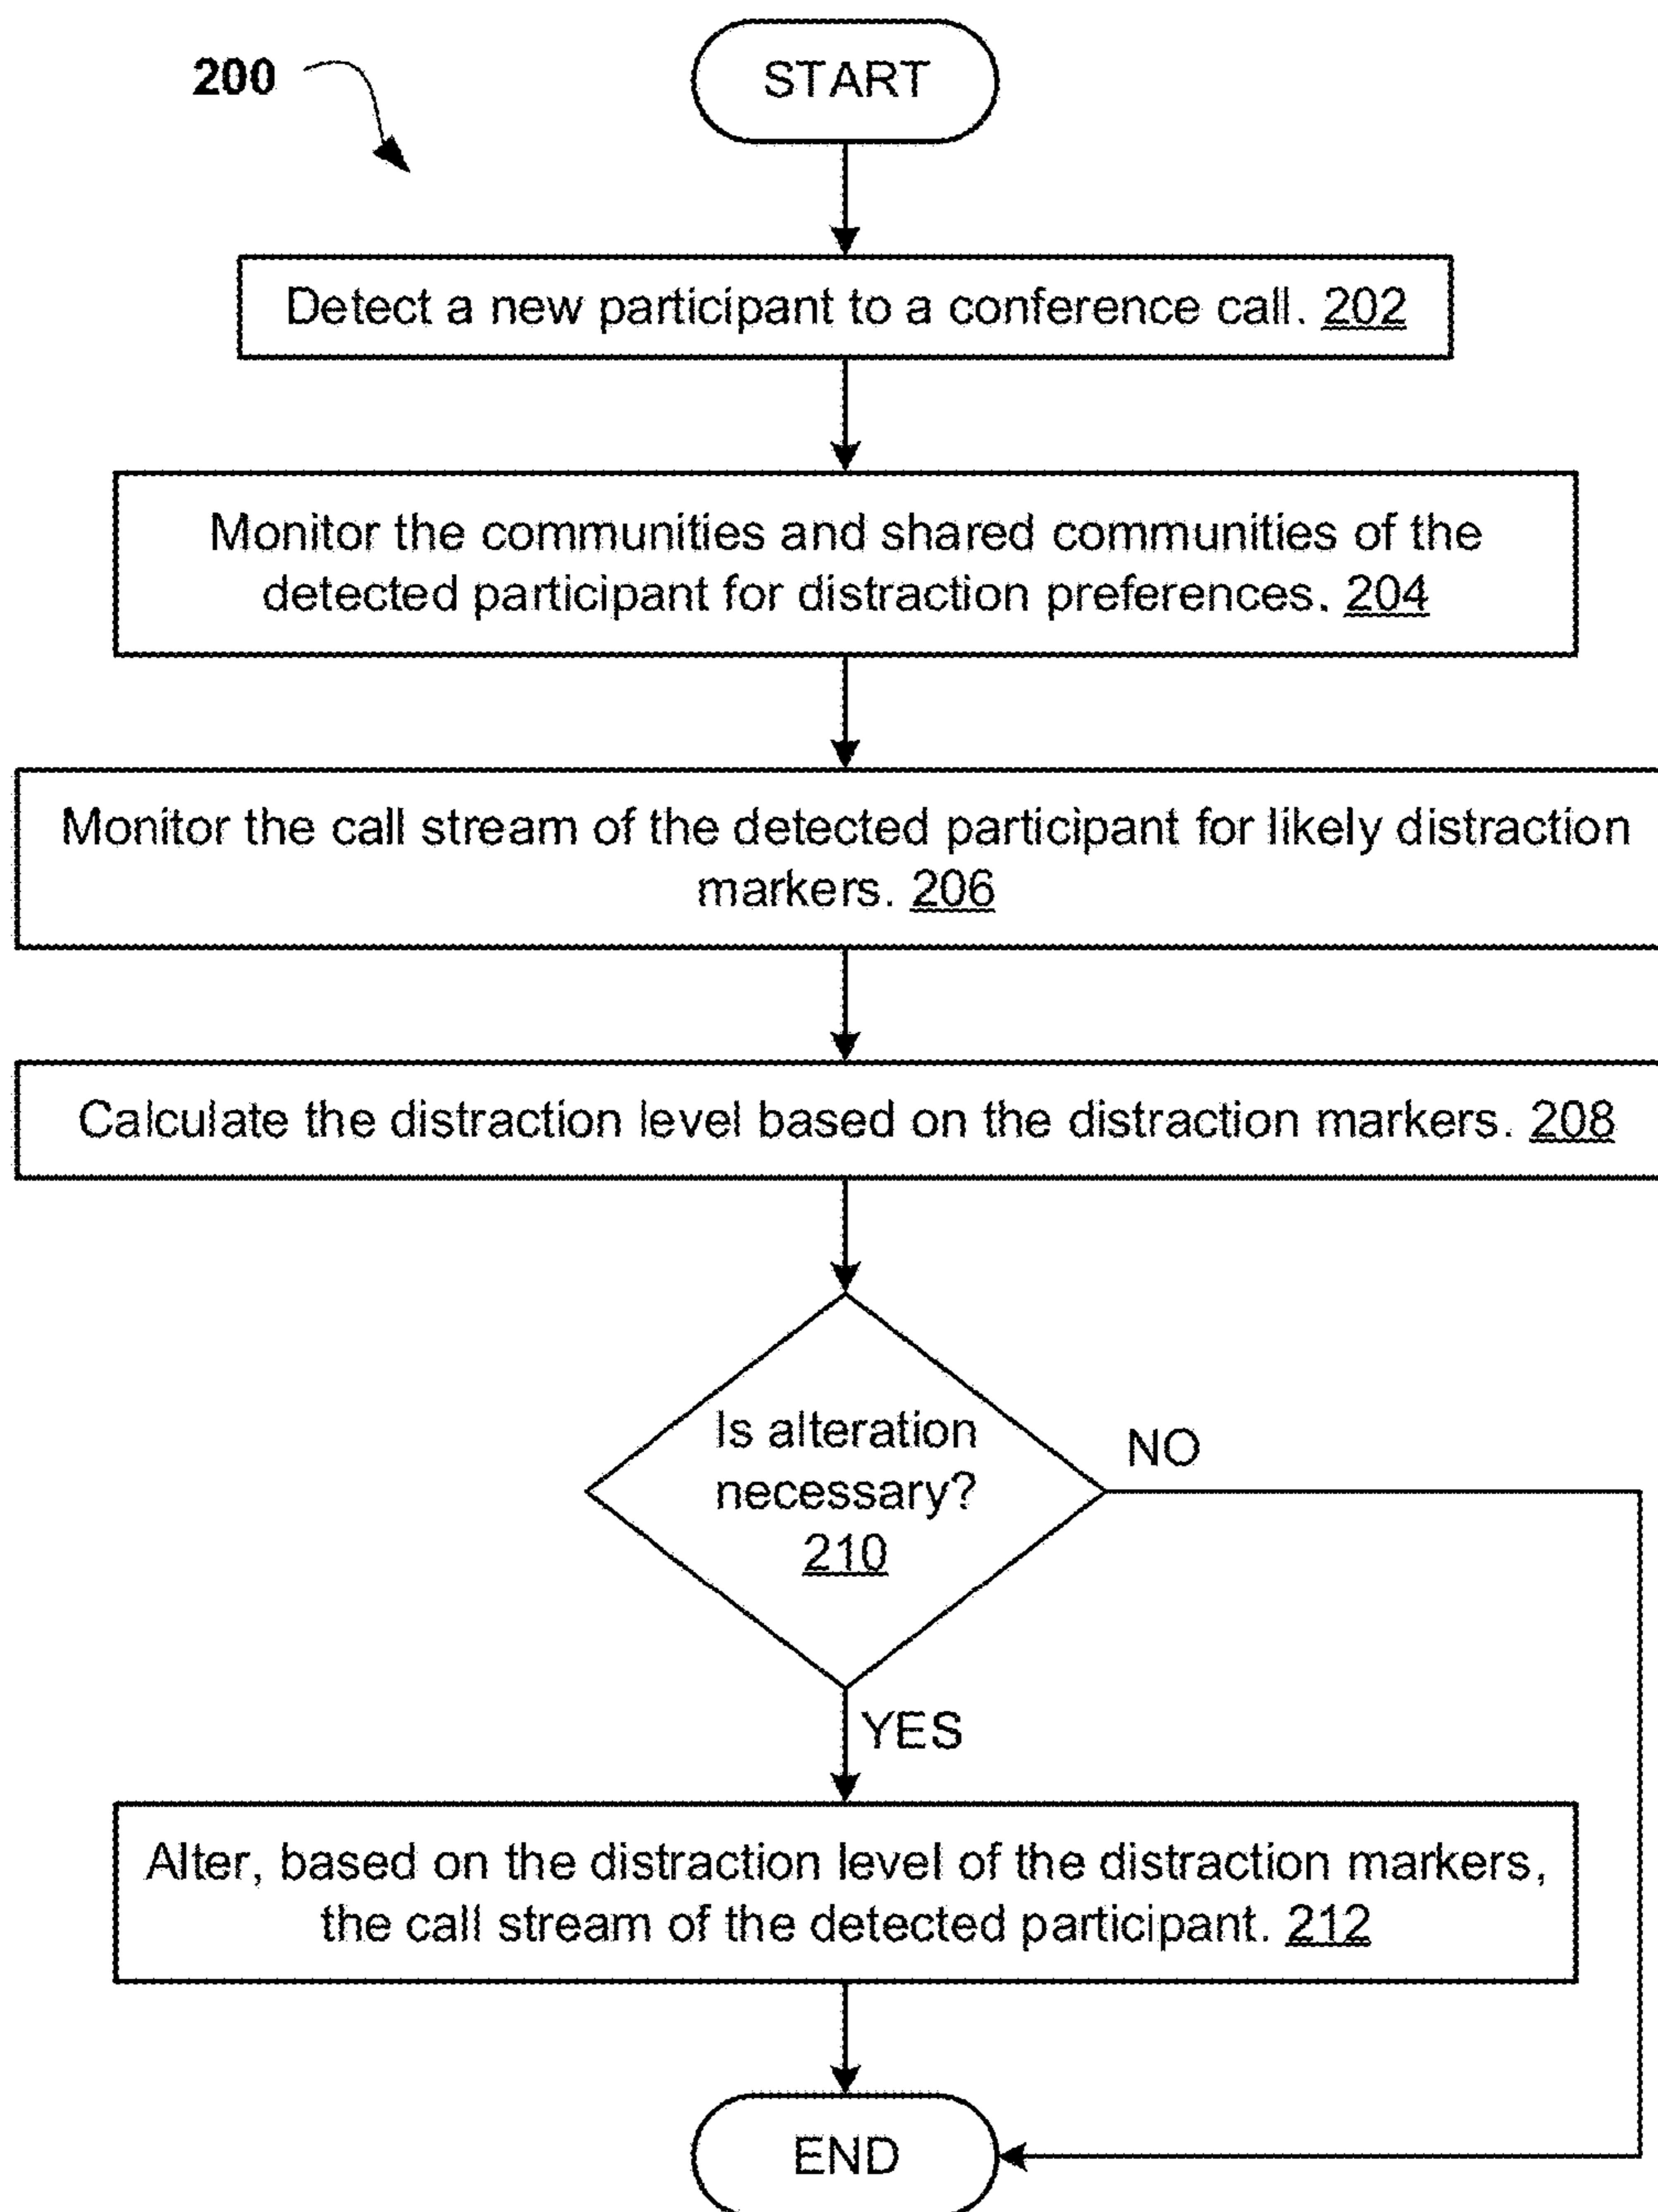 200
START
Detect a new participant to a conference call. 202
Monitor the communities and shared communities of the
detected participant for distraction preferences. 204
Monitor the call stream of the detected participant for likely distraction
markers. 206
Calculate the distraction level based on the distraction markers. 208
Is alteration
necessary?
210
NO
YES
Alter, based on the distraction level of the distraction markers,
the call stream of the detected participant. 212
END